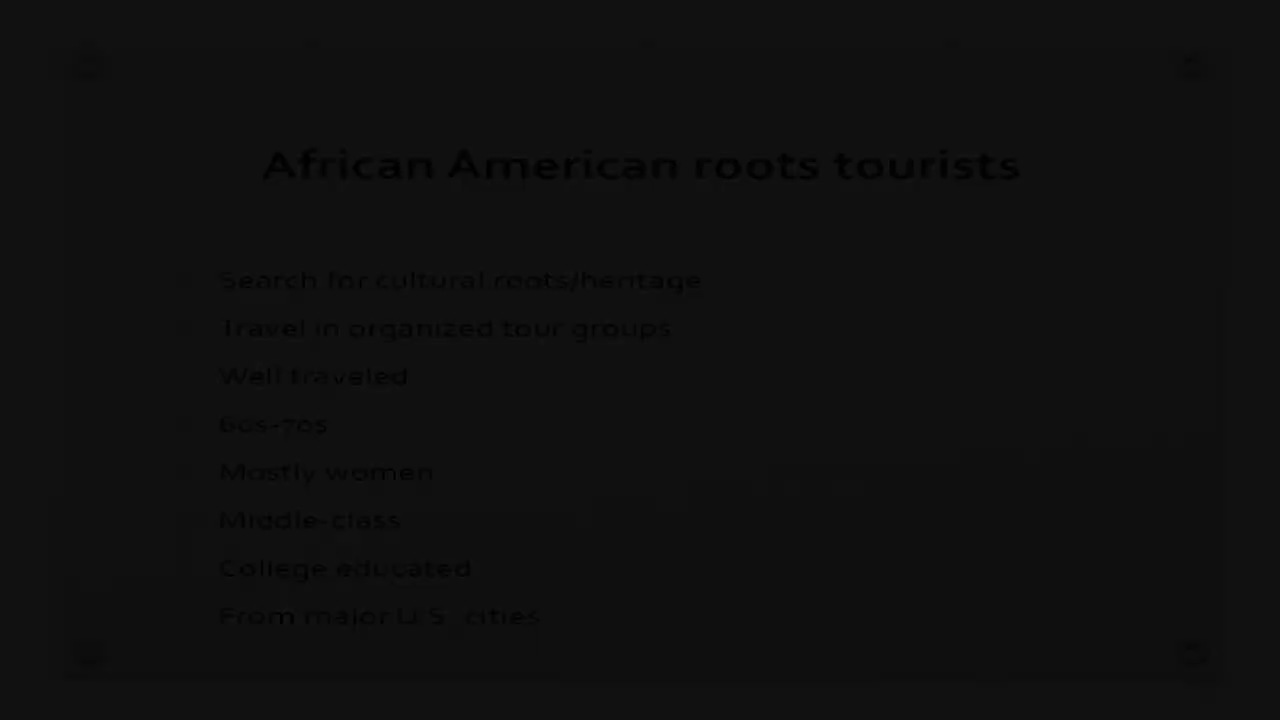 African American roots tourists
Search for cultural roots/heritage
Travel in organized tour groups
Well traveled
60s-70s
Mostly women
Middle-class
College educated
From major U.S. cities